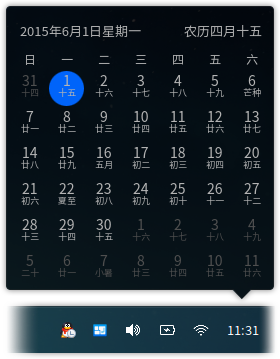 2015年6月1日星期一 农历四月十五
日 一 二 三 四 五 六
31 1 2 3 4 5 6
十四 十五 十六 十七 十八 十九 芒种
7 8 9 10 11 12 13
廿一 廿二 廿三 廿四 廿五 廿六 廿七
14 15 16 17 18 19 20
廿八 廿九 五月 初二 初三 初四 初五
21 22 23 24 25 26 27
初六 夏至 初八 初九 初十 十一 十二
28 29 30 1 2 3 4
十三 十四 十五 十六 十七 十八 十九
5 6 7 8 9 10 11
二十 廿一 小暑 廿三 廿四 廿五 廿六
11:31